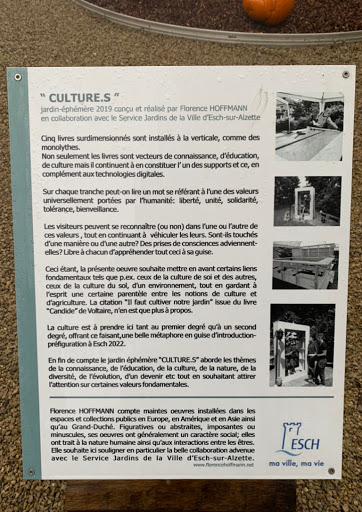 “ CULTURE.S ”
jardin-éphémère 2019 conçu et réalisé par Florence HOFFMANN
en collaboration avec le Service Jardins de la Ville d'Esch-sur-Alzette
Cinq livres surdimensionnés sont installés à la verticale, comme des
monolythes.
Non seulement les livres sont vecteurs de connaissance, d'éducation,
de culture mais il continuent à en constituer l' un des supports et ce, en
complément aux technologies digitales.
Sur chaque tranche peut-on lire un mot se référant à l'une des valeurs
universellement portées par l'humanité: liberté, unité, solidarité,
tolérance, bienveillance.
Les visiteurs peuvent se reconnaître (ou non) dans l'une ou l'autre de
ces valeurs , tout en continuant à véhiculer les leurs. Sont-ils touchés
d'une manière ou d'une autre? Des prises de consciences adviennent-
elles? Libre à chacun d'appréhender tout ceci à sa guise.
Ceci étant, la présente oeuvre souhaite mettre en avant certains liens
fondamentaux tels que p.ex. ceux de la culture de soi et des autres,
ceux de la culture du sol, d'un environnement, tout en gardant à
l'esprit une certaine parentèle entre les notions de culture et
d'agriculture. La citation "Il faut cultiver notre jardin" issue du livre
"Candide" de Voltaire, n'en est que plus à propos.
La culture est à prendre ici tant au premier degré qu'à un second
degré, offrant ce faisant,une belle métaphore en guise d'introduction-
préfiguration à Esch 2022.
En fin de compte le jardin éphémère “CULTURE.S” aborde les thèmes
de la connaissance, de l'éducation, de la culture, de la nature, de la
diversité, de l'évolution, d'un devenir etc tout en souhaitant attirer
l'attention sur certaines valeurs fondamentales.
Florence HOFFMANN compte maintes oeuvres installées dans les
espaces et collections publics en Europe, en Amérique et en Asie ainsi
qu'au Grand-Duché. Figuratives ou abstraites, imposantes ou
minuscules, ses oeuvres ont généralement un caractère social; elles
ont trait à la nature humaine ainsi qu'aux interactions entre les êtres.
Elle souhaite ici souligner en particulier la belle collaboration advenue
avec le Service Jardins de la Ville d'Esch-sur-Alzette.
www.florencehoffmann.net
ESCH
ma ville, ma vie